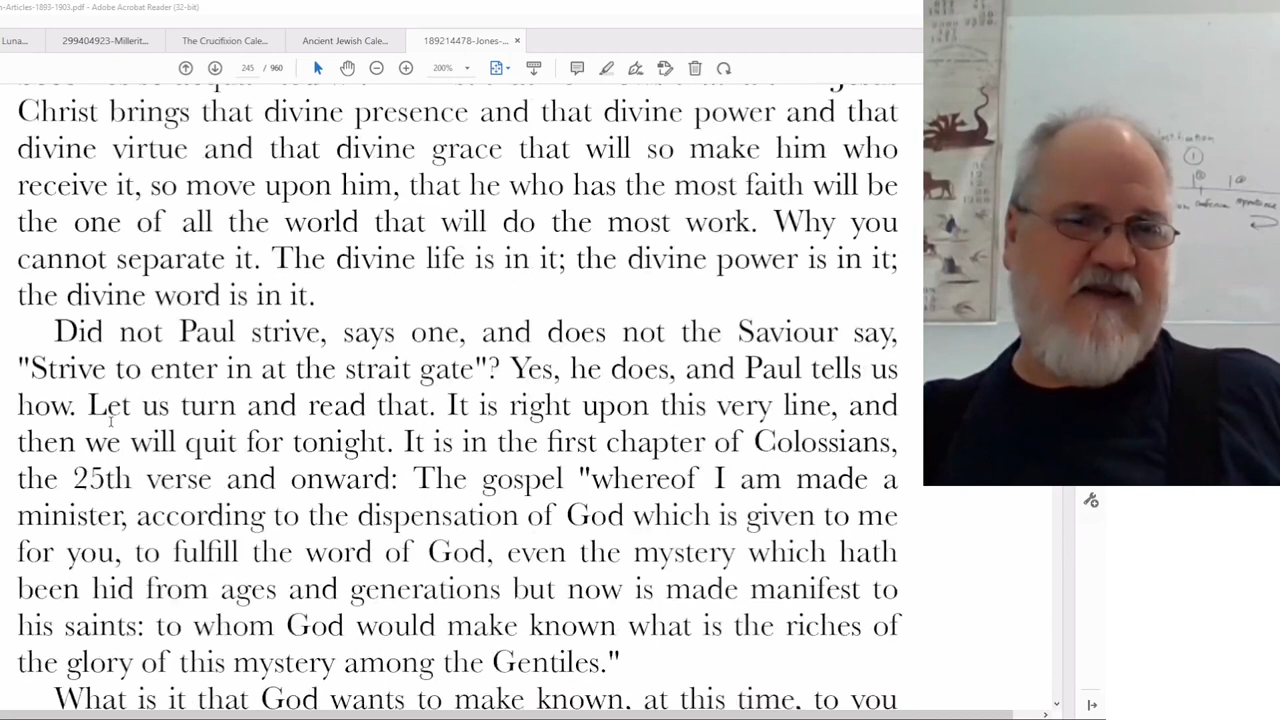 n-Articles-1893-1903.pdf - Adobe Acrobat Reader (32-bit)
Luna...
299404923-Millerit...
The Crucifixion Cale...
Ancient Jewish Cale...
189214478-Jones-... ×
245 / 960
200%
Christ brings that divine presence and that divine power and that
divine virtue and that divine grace that will so make him who
receive it, so move upon him, that he who has the most faith will be
the one of all the world that will do the most work. Why you
cannot separate it. The divine life is in it; the divine power is in it;
the divine word is in it.
Did not Paul strive, says one, and does not the Saviour say,
"Strive to enter in at the strait gate"? Yes, he does, and Paul tells us
how. Let us turn and read that. It is right upon this very line, and
then we will quit for tonight. It is in the first chapter of Colossians,
the 25th verse and onward: The gospel "whereof I am made a
minister, according to the dispensation of God which is given to me
for you, to fulfill the word of God, even the mystery which hath
been hid from ages and generations but now is made manifest to
his saints: to whom God would make known what is the riches of
the glory of this mystery among the Gentiles."
What is it that God wants to make known, at this time, to you